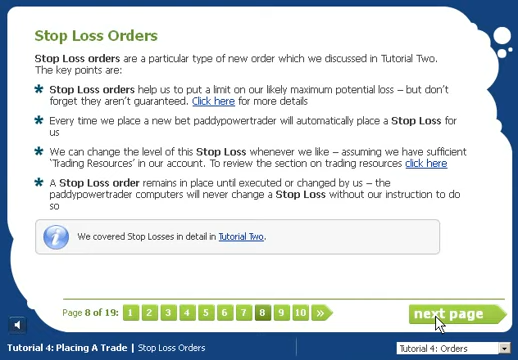 Stop Loss Orders
Stop Loss orders are a particular type of new order which we discussed in Tutorial Two.
The key points are:
* Stop Loss orders help us to put a limit on our likely maximum potential loss – but don't
forget they aren't guaranteed. Click here for more details
* Every time we place a new bet paddypowertrader will automatically place a Stop Loss for
us
* We can change the level of this Stop Loss whenever we like – assuming we have sufficient
'Trading Resources' in our account. To review the section on trading resources click here
* A Stop Loss order remains in place until executed or changed by us – the
paddypowertrader computers will never change a Stop Loss without our instruction to do
so
i We covered Stop Losses in detail in Tutorial Two.
Page 8 of 19: 1 2 3 4 5 6 7 8 9 10 » next page
Tutorial 4: Placing A Trade | Stop Loss Orders Tutorial 4: Orders